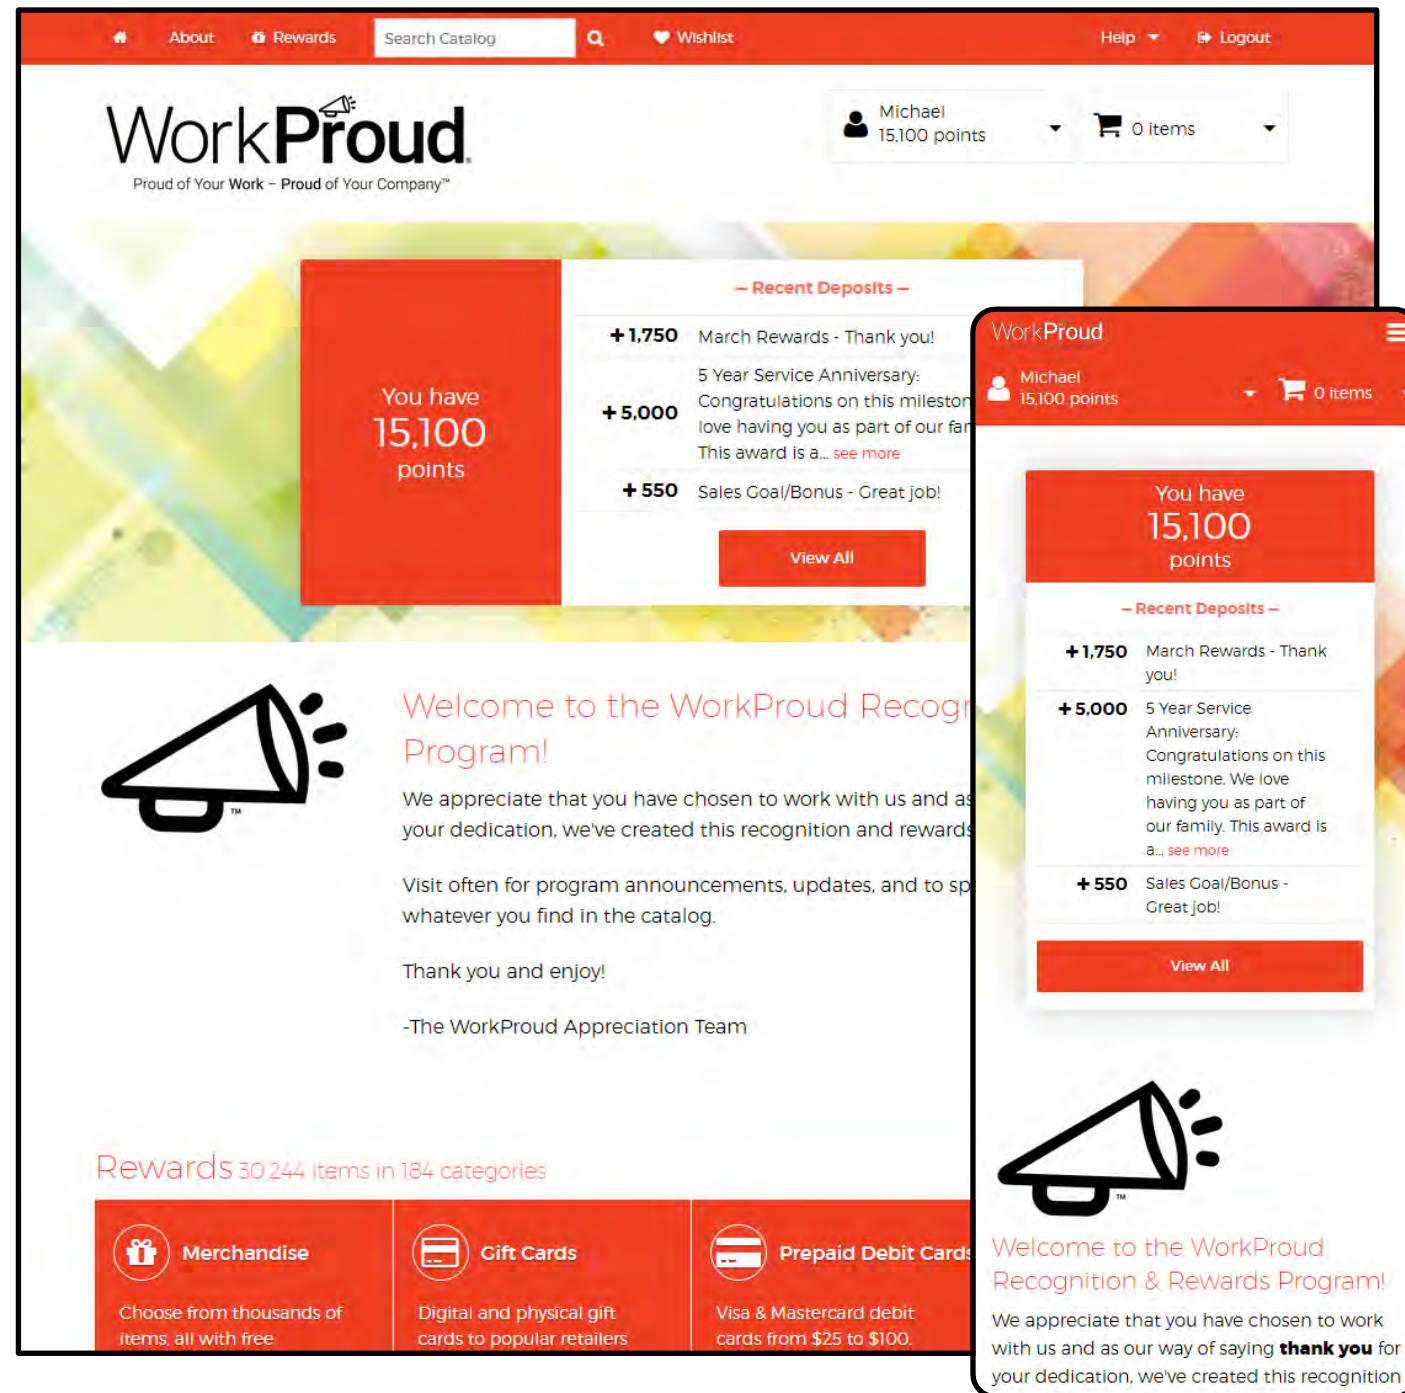 About Rewards Search Catalog Wishlist Help Logout
WorkProud®
Proud of Your Work – Proud of Your Company™
Michael
15,100 points
0 items
You have
15,100
points
– Recent Deposits –
+1,750 March Rewards - Thank you!
+5,000 5 Year Service Anniversary:
Congratulations on this mileston
love having you as part of our far
This award is a... see more
+550 Sales Goal/Bonus - Great job!
View All
™
Welcome to the WorkProud Recogr
Program!
We appreciate that you have chosen to work with us and as
your dedication, we've created this recognition and rewards
Visit often for program announcements, updates, and to sp
whatever you find in the catalog.
Thank you and enjoy!
-The WorkProud Appreciation Team
Rewards 30,244 items in 184 categories
Merchandise
Choose from thousands of
items, all with free
Gift Cards
Digital and physical gift
cards to popular retailers
Prepaid Debit Cards
Visa & Mastercard debit
cards from $25 to $100.
WorkProud
Michael
15,100 points
0 items
You have
15,100
points
– Recent Deposits –
+1,750 March Rewards - Thank
you!
+5,000 5 Year Service
Anniversary:
Congratulations on this
milestone. We love
having you as part of
our family. This award is
a... see more
+550 Sales Goal/Bonus -
Great job!
View All
™
Welcome to the WorkProud
Recognition & Rewards Program!
We appreciate that you have chosen to work
with us and as our way of saying thank you for
your dedication, we've created this recognition